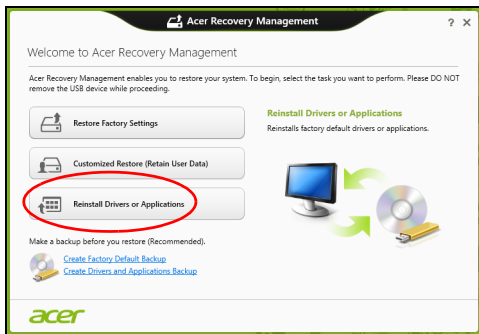 Acer Recovery Management
? ×
Welcome to Acer Recovery Management
Acer Recovery Management enables you to restore your system. To begin, select the task you want to perform. Please DO NOT
remove the USB device while proceeding.
Restore Factory Settings
Customized Restore (Retain User Data)
Reinstall Drivers or Applications
Reinstall Drivers or Applications
Reinstalls factory default drivers or applications.
Make a backup before you restore (Recommended).
Create Factory Default Backup
Create Drivers and Applications Backup
acer